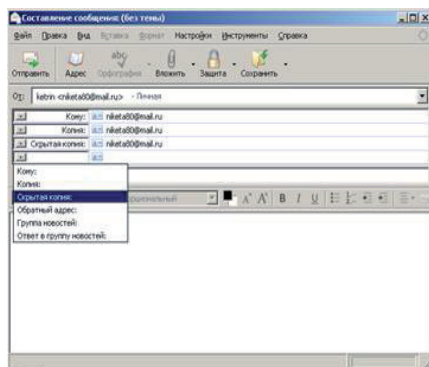 Составление сообщения: (без темы)
Файл Правка Вид Вставка Формат Настройки Инструменты Справка
Отправить Адрес Орфография Вложить Защита Сохранить
От: ketrin <niketa80@mail.ru> - Личная
Кому: niketa80@mail.ru
Копия: niketa80@mail.ru
Скрытая копия: niketa80@mail.ru
Кому:
Копия:
Скрытая копия:
Обратный адрес:
Группа новостей:
Ответ в группу новостей: